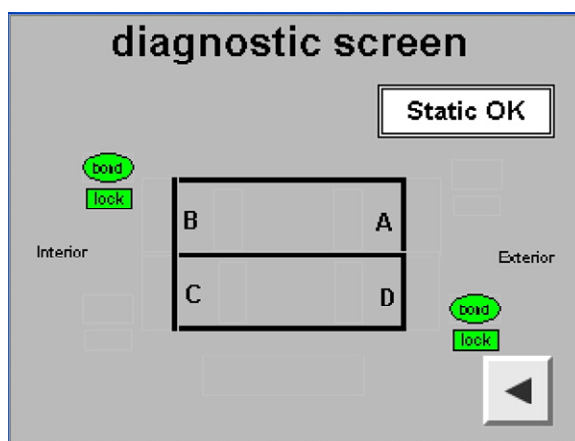 diagnostic screen
Static OK
bond
lock
B
A
Interior
Exterior
C
D
bond
lock